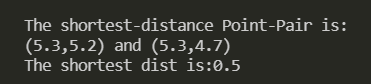 The shortest-distance Point-Pair is:
(5.3,5.2) and (5.3,4.7)
The shortest dist is:0.5